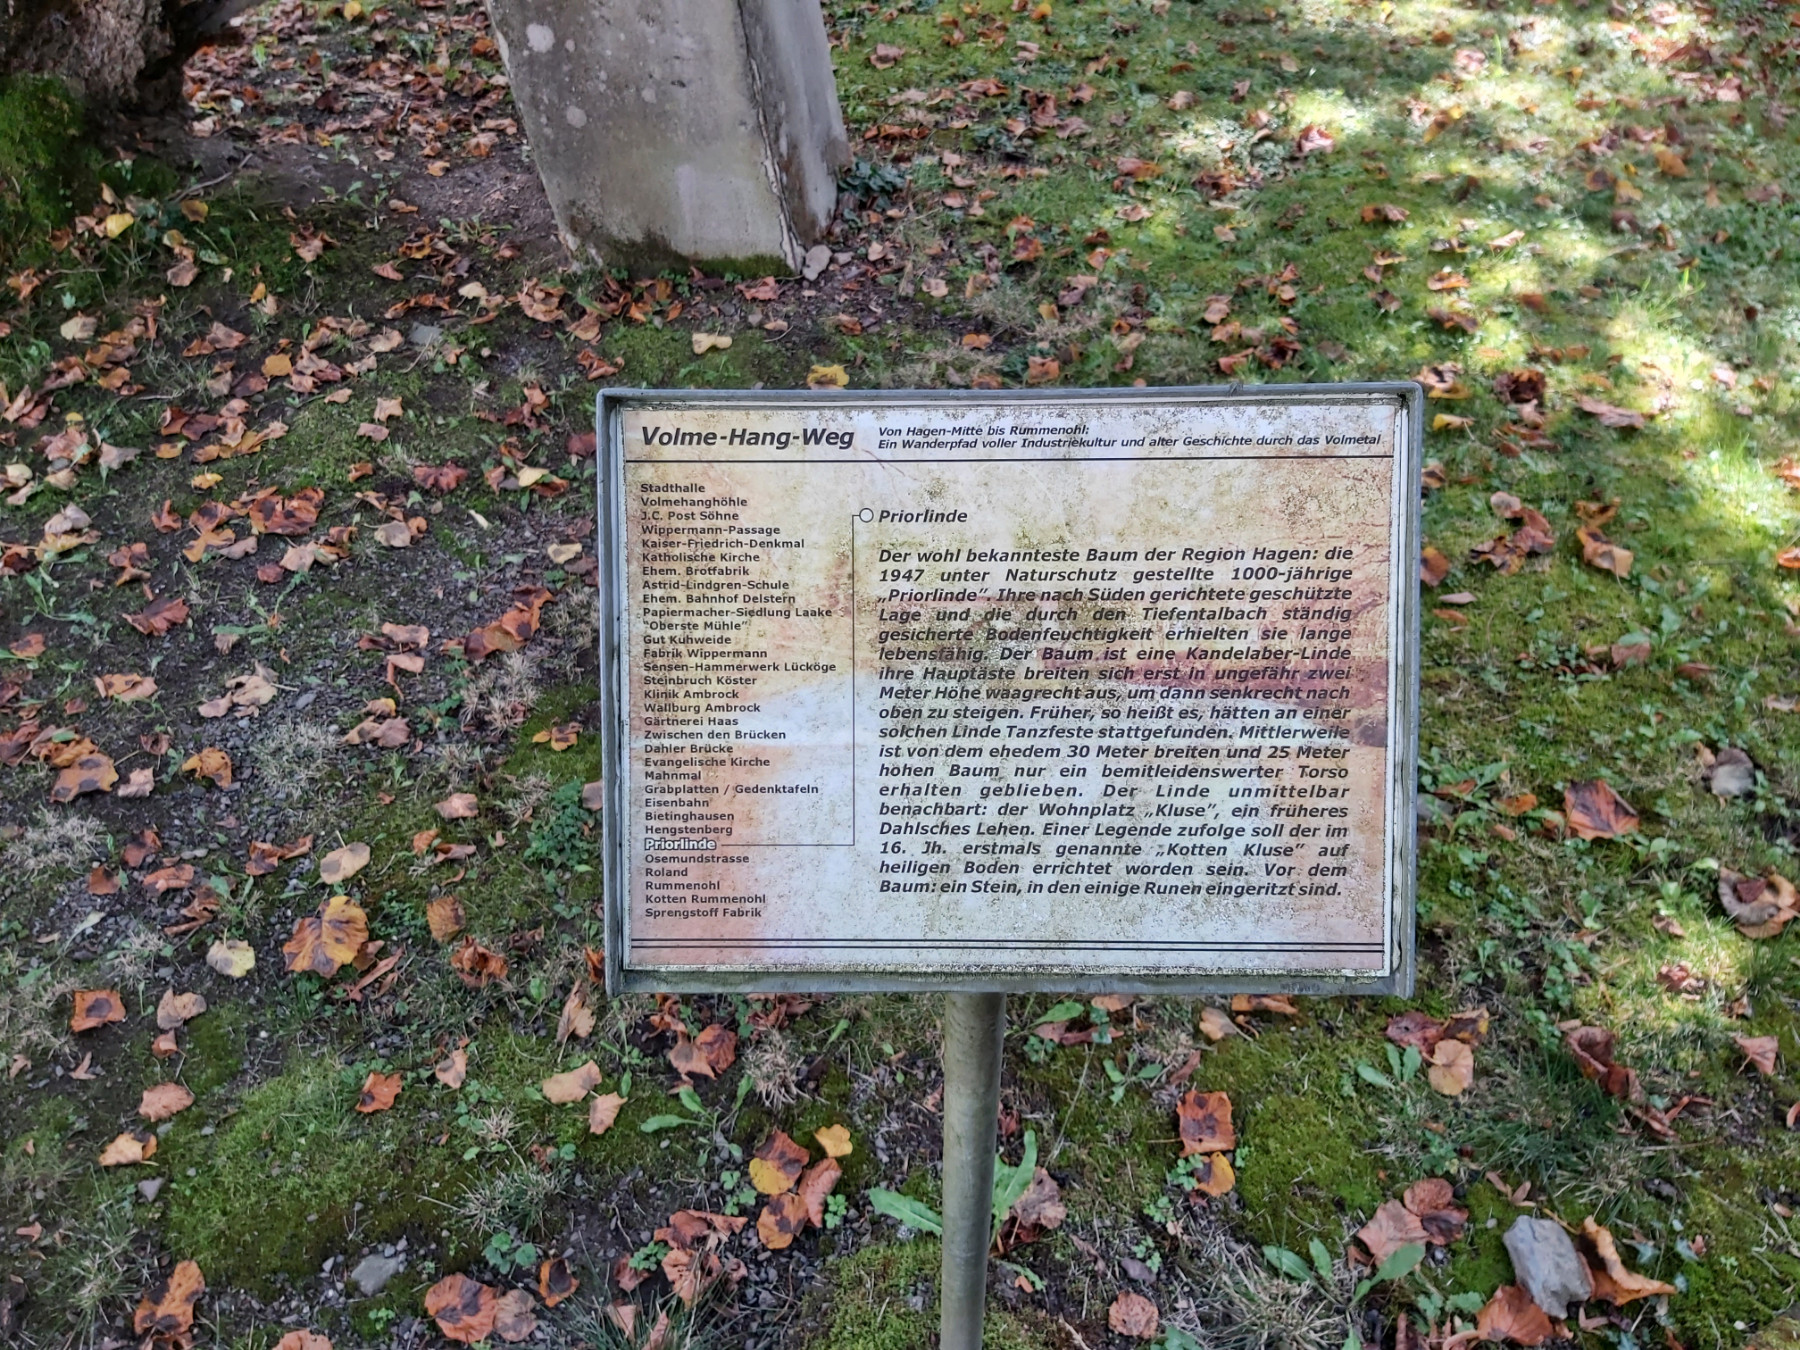 Volme-Hang-Weg
Von Hagen-Mitte bis Rummenohl:
Ein Wanderpfad voller Industriekultur und alter Geschichte durch das Volmetal
Stadthalle
Volmehanghöhle
J.C. Post Söhne
Wippermann-Passage
Kaiser-Friedrich-Denkmal
Katholische Kirche
Ehem. Brotfabrik
Astrid-Lindgren-Schule
Ehem. Bahnhof Delstern
Papiermacher-Siedlung Laake
"Oberste Mühle"
Gut Kuhweide
Fabrik Wippermann
Sensen-Hammerwerk Lücköge
Steinbruch Köster
Klinik Ambrock
Wallburg Ambrock
Gärtnerei Haas
Zwischen den Brücken
Dahler Brücke
Evangelische Kirche
Mahnmal
Grabplatten / Gedenktafeln
Eisenbahn
Bietinghausen
Hengstenberg
Priorlinde
Osemundstrasse
Roland
Rummenohl
Kotten Rummenohl
Sprengstoff Fabrik
Priorlinde
Der wohl bekannteste Baum der Region Hagen: die
1947 unter Naturschutz gestellte 1000-jährige
„Priorlinde". Ihre nach Süden gerichtete geschützte
Lage und die durch den Tiefentalbach ständig
gesicherte Bodenfeuchtigkeit erhielten sie lange
lebensfähig. Der Baum ist eine Kandelaber-Linde
ihre Hauptäste breiten sich erst in ungefähr zwei
Meter Höhe waagrecht aus, um dann senkrecht nach
oben zu steigen. Früher, so heißt es, hätten an einer
solchen Linde Tanzfeste stattgefunden. Mittlerweile
ist von dem ehedem 30 Meter breiten und 25 Meter
hohen Baum nur ein bemitleidenswerter Torso
erhalten geblieben. Der Linde unmittelbar
benachbart: der Wohnplatz „Kluse", ein früheres
Dahlsches Lehen. Einer Legende zufolge soll der im
16. Jh. erstmals genannte „Kotten Kluse" auf
heiligen Boden errichtet worden sein. Vor dem
Baum: ein Stein, in den einige Runen eingeritzt sind.